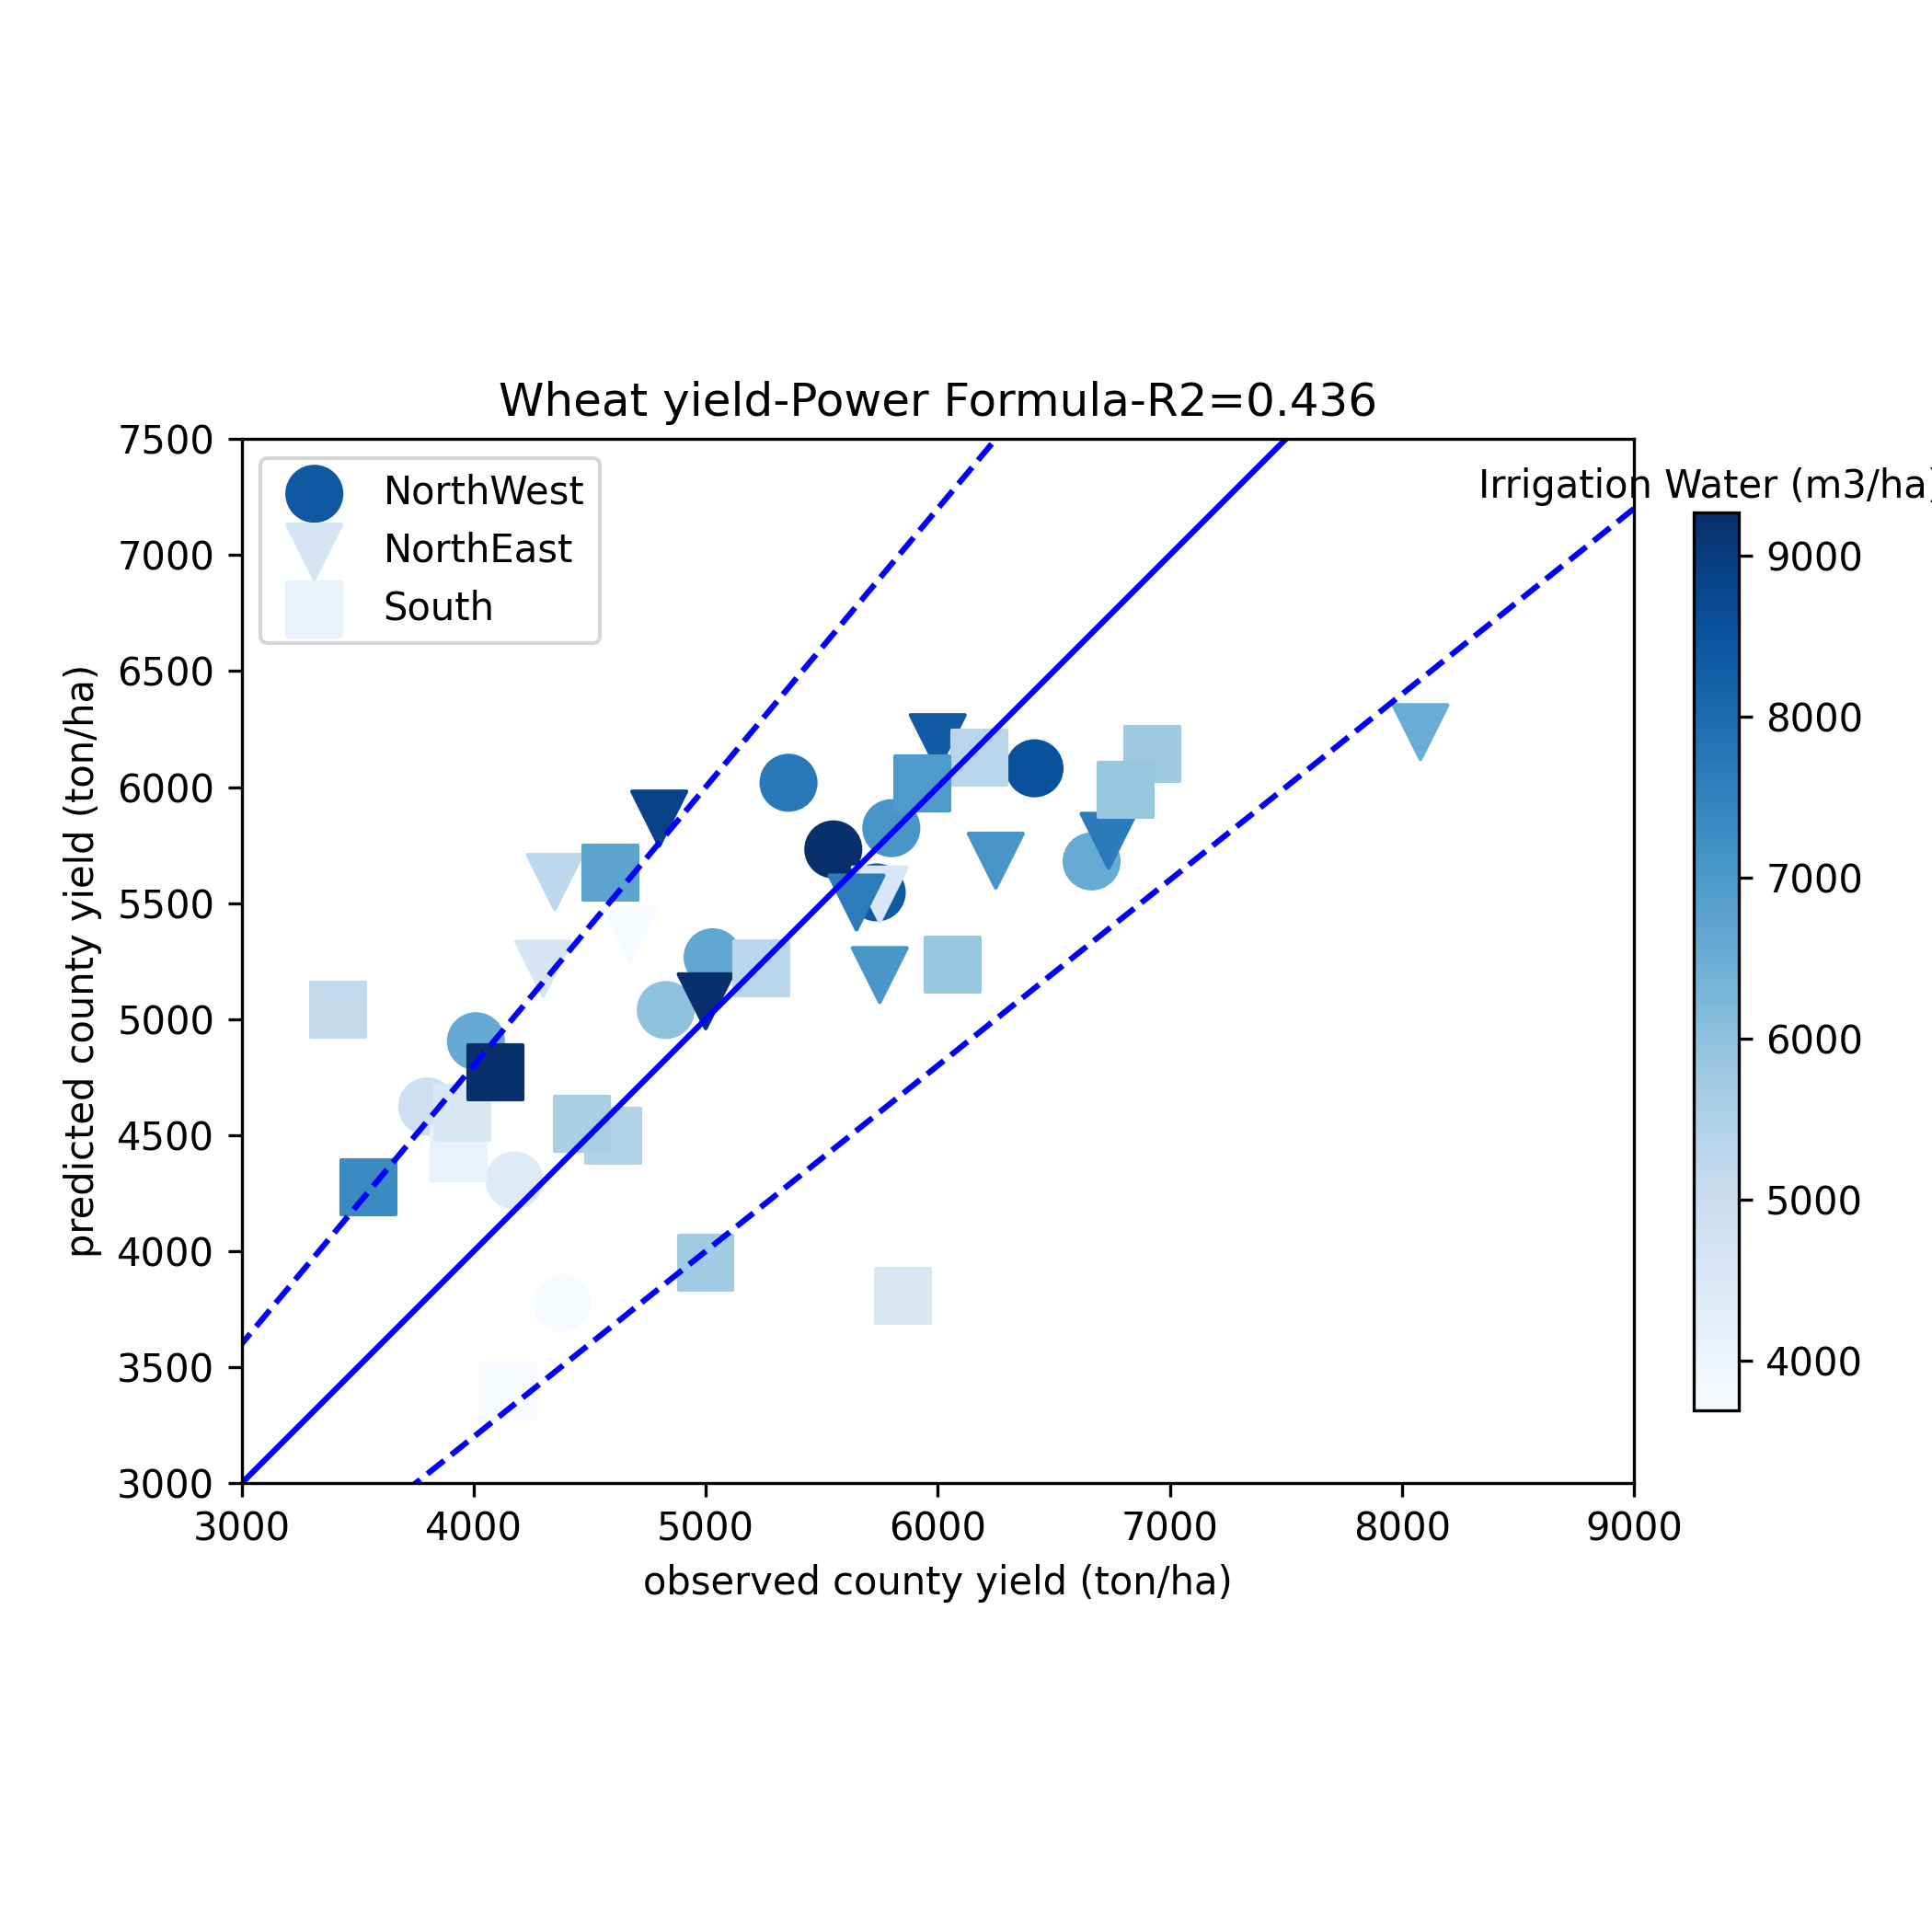 Wheat yield-Power Formula-R2=0.436
7500
7000
6500
6000
5500
5000
4500
4000
3500
3000
predicted county yield (ton/ha)
NorthWest
NorthEast
South
3000 4000 5000 6000 7000 8000 9000
observed county yield (ton/ha)
Irrigation Water (m3/ha)
9000
8000
7000
6000
5000
4000